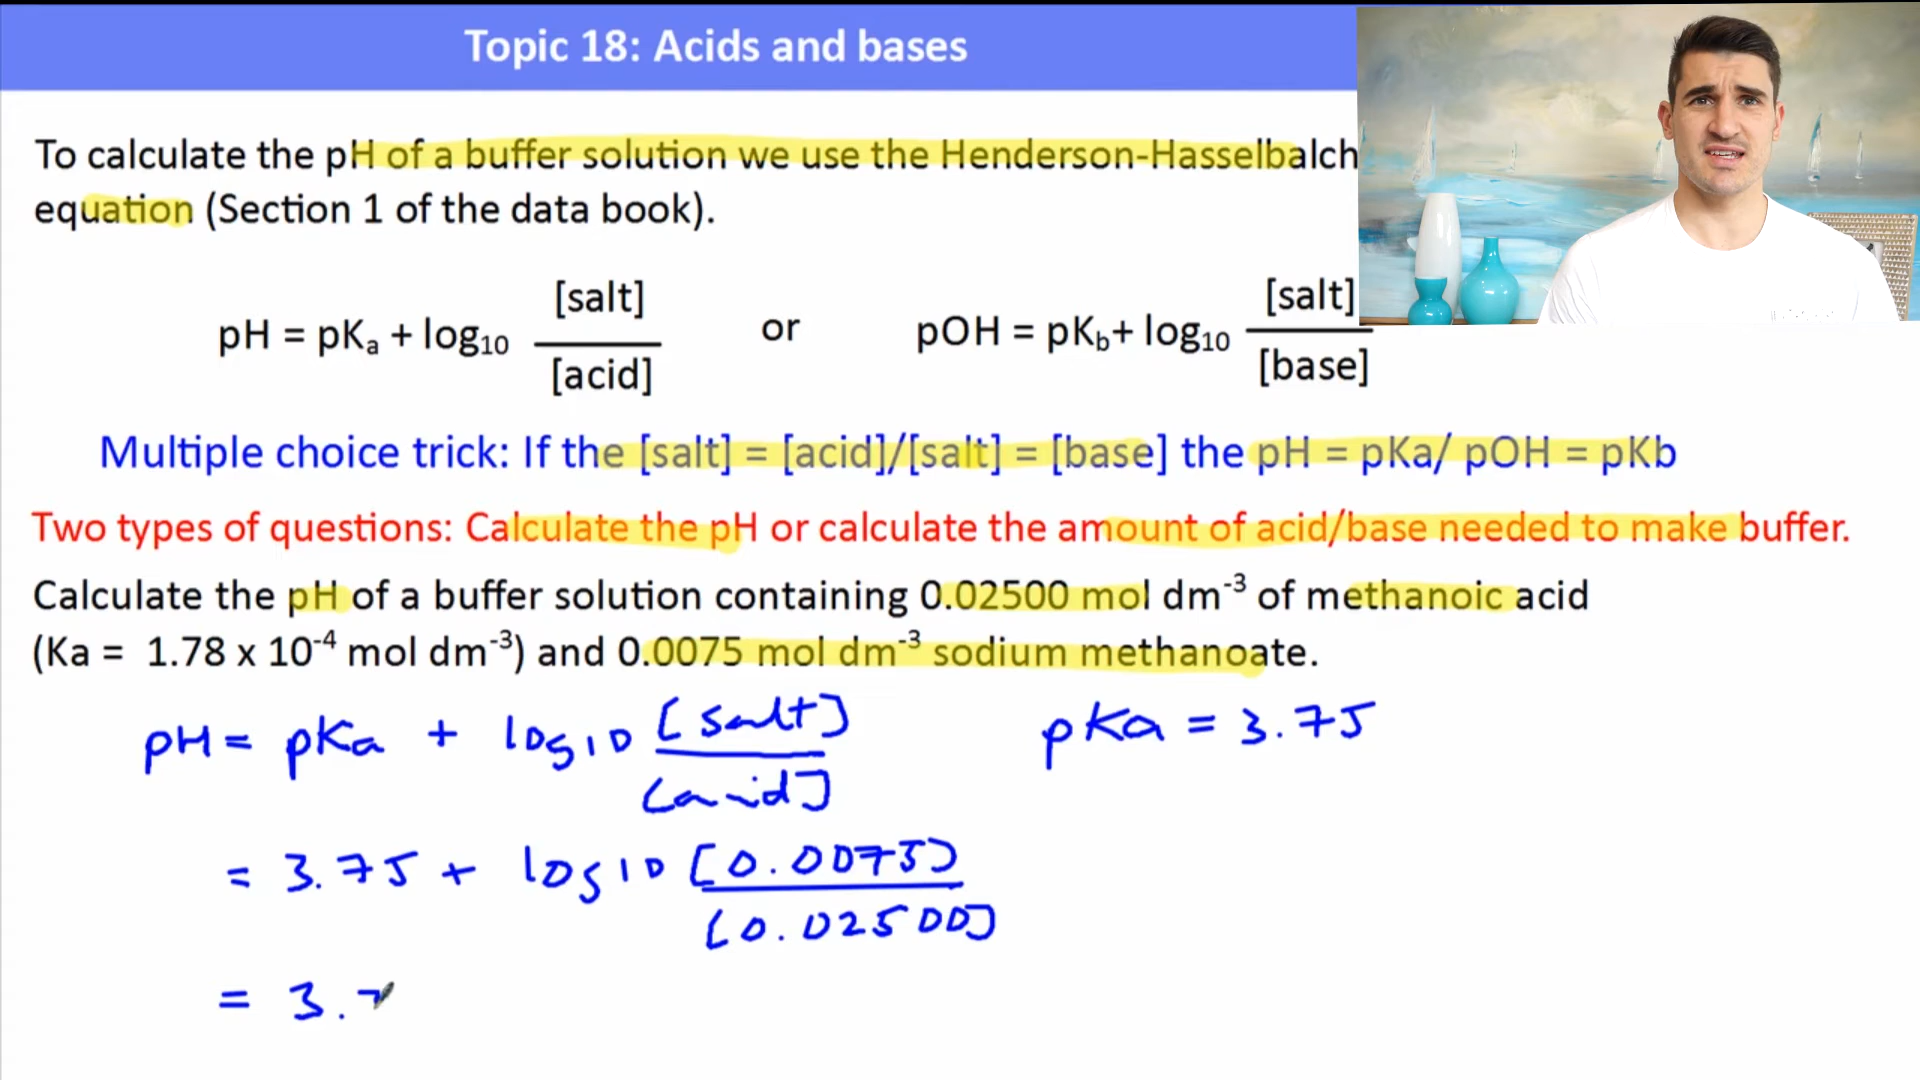 Topic 18: Acids and bases
To calculate the pH of a buffer solution we use the Henderson-Hasselbalch
equation (Section 1 of the data book).
pH = pKₐ + log₁₀ [salt] / [acid] or pOH = pK_b + log₁₀ [salt] / [base]
Multiple choice trick: If the [salt] = [acid]/[salt] = [base] the pH = pKa/ pOH = pKb
Two types of questions: Calculate the pH or calculate the amount of acid/base needed to make buffer.
Calculate the pH of a buffer solution containing 0.02500 mol dm⁻³ of methanoic acid
(Ka = 1.78 x 10⁻⁴ mol dm⁻³) and 0.0075 mol dm⁻³ sodium methanoate.
pH = pKa + log10 [salt] / [acid] pKa = 3.75
= 3.75 + log10 [0.0075] / [0.02500]
= 3.